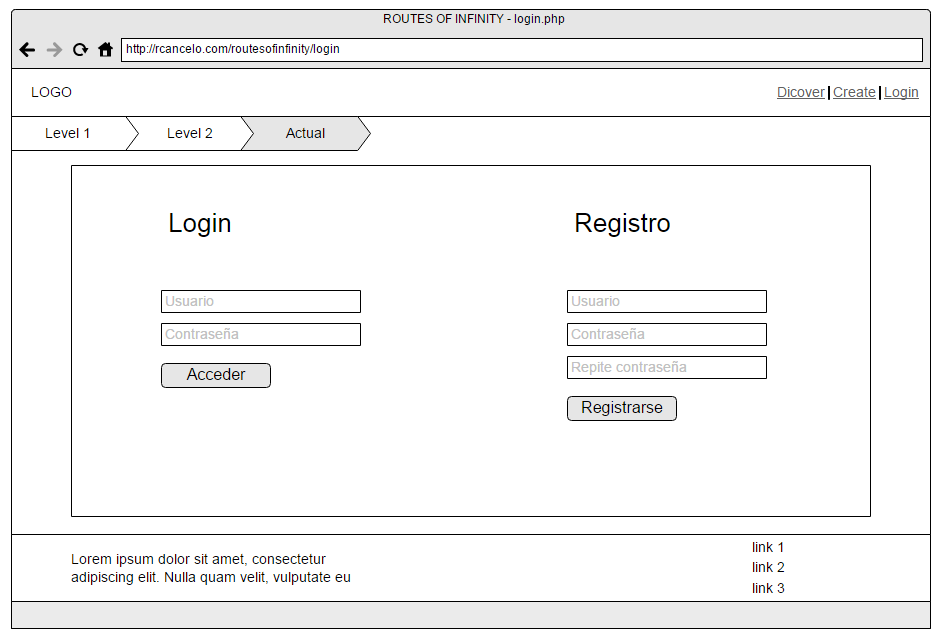 ROUTES OF INFINITY - login.php
http://rcancelo.com/routesofinfinity/login
LOGO
Dicover | Create | Login
Level 1
Level 2
Actual
Login
Registro
Usuario
Contraseña
Acceder
Usuario
Contraseña
Repite contraseña
Registrarse
Lorem ipsum dolor sit amet, consectetur
adipiscing elit. Nulla quam velit, vulputate eu
link 1
link 2
link 3